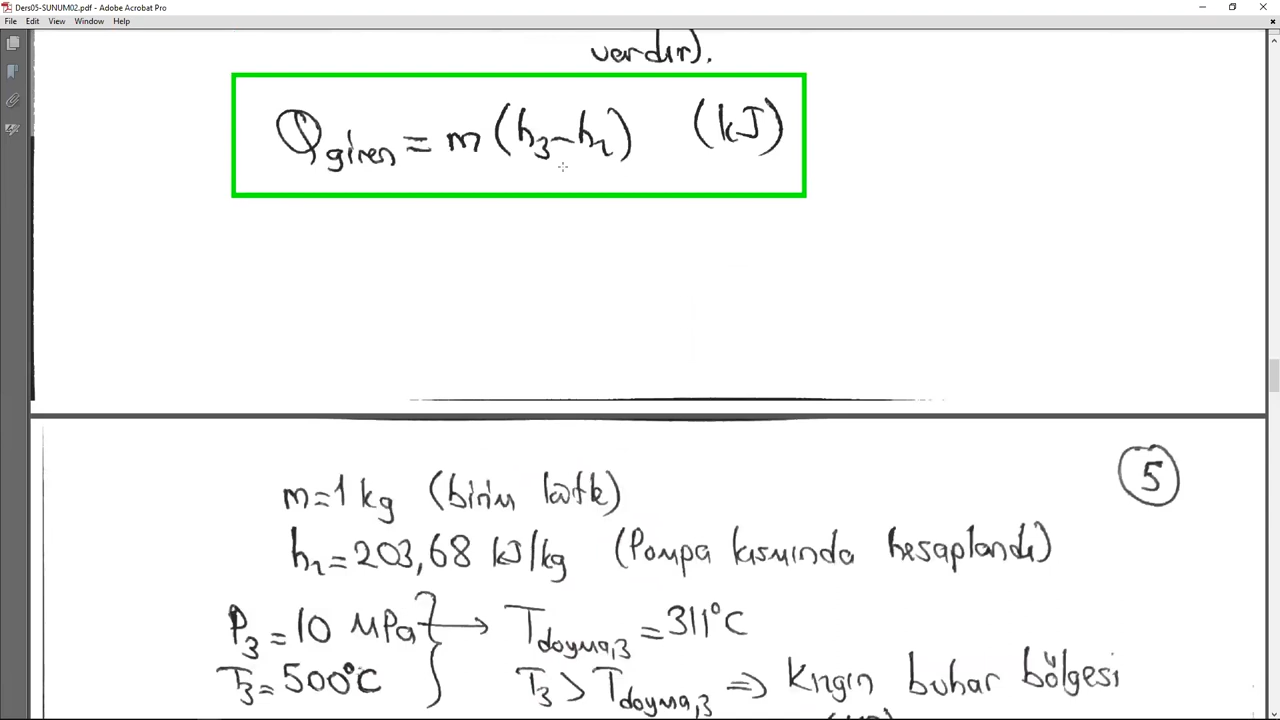 Ders05-SUNUM02.pdf - Adobe Acrobat Pro
File Edit View Window Help
vardır).
Qgiren = m (h₃-h₂) (kJ)
5
m=1 kg (birim kütle)
h₂=203,68 kJ/kg (Pompa kısmında hesaplandı)
P₃=10 MPa → Tdoyma,3 = 311°C
T₃=500°C T₃ > Tdoyma,3 ⇒ Kızgın buhar bölgesi